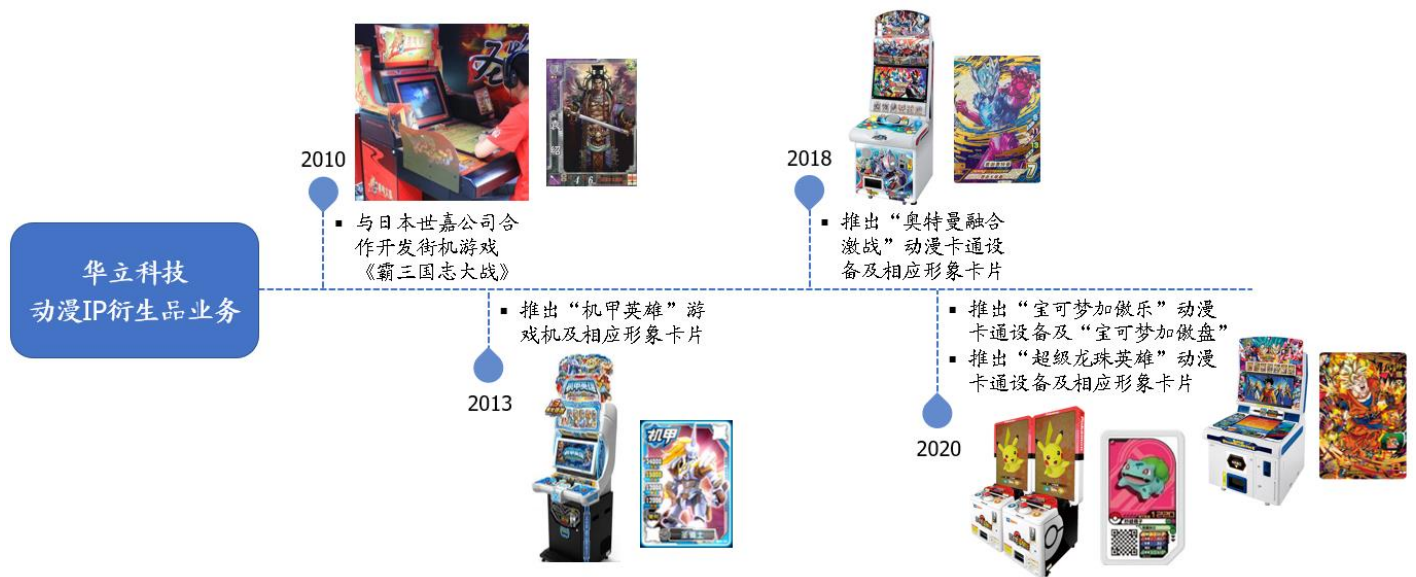 华立科技
动漫IP衍生品业务
2010
▪ 与日本世嘉公司合
作开发街机游戏
《霸三国志大战》
2013
▪ 推出“机甲英雄”游
戏机及相应形象卡片
机甲
2018
▪ 推出“奥特曼融合
激战”动漫卡通设
备及相应形象卡片
7
2020
▪ 推出“宝可梦加傲乐”动漫
卡通设备及“宝可梦加傲盘”
▪ 推出“超级龙珠英雄”动漫
卡通设备及相应形象卡片